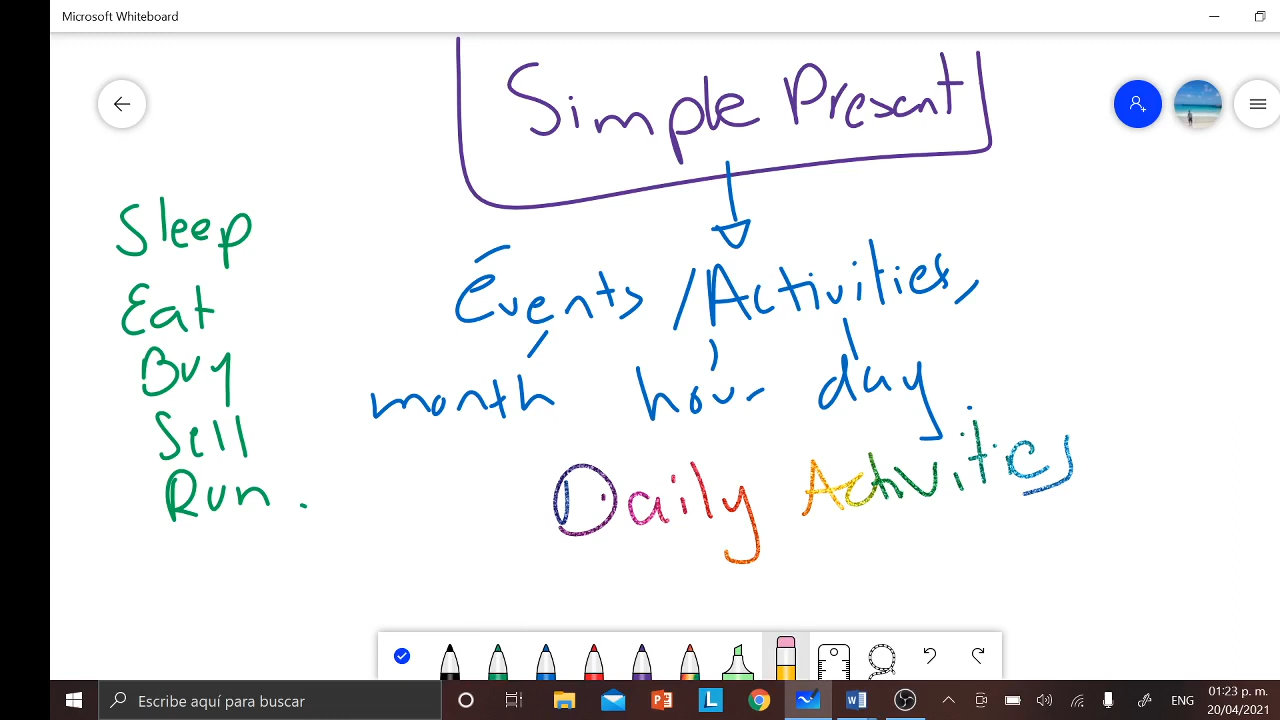 Microsoft Whiteboard
Simple Present
Sleep
Eat
Buy
Sell
Run.
Events / Activities,
month hour day
Daily Activities
Escribe aquí para buscar
L
ENG
01:23 p. m.
20/04/2021